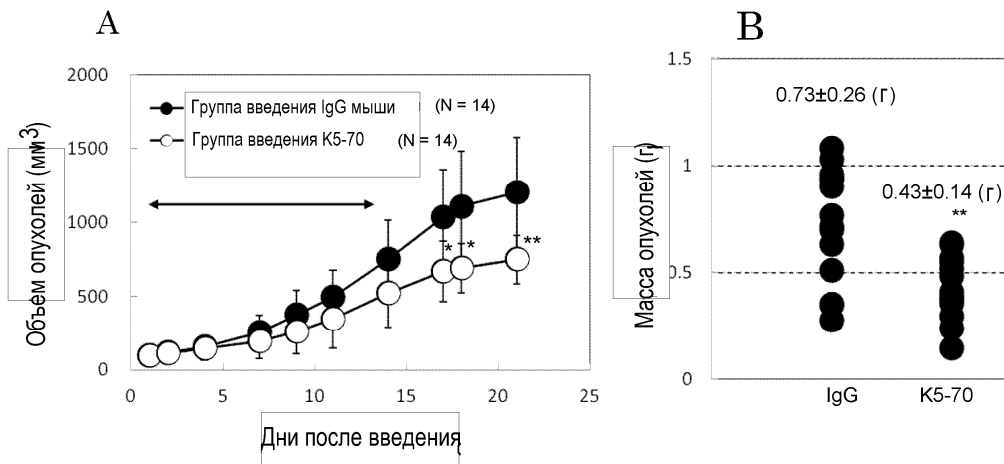 A
Объем опухолей (мм3)
2000
1500
1000
500
0
Группа введения IgG мыши (N = 14)
Группа введения K5-70 (N = 14)
* * **
0 5 10 15 20 25
Дни после введения
B
Масса опухолей (г)
1.5
1
0.5
0
0.73±0.26 (г)
0.43±0.14 (г)
**
IgG K5-70